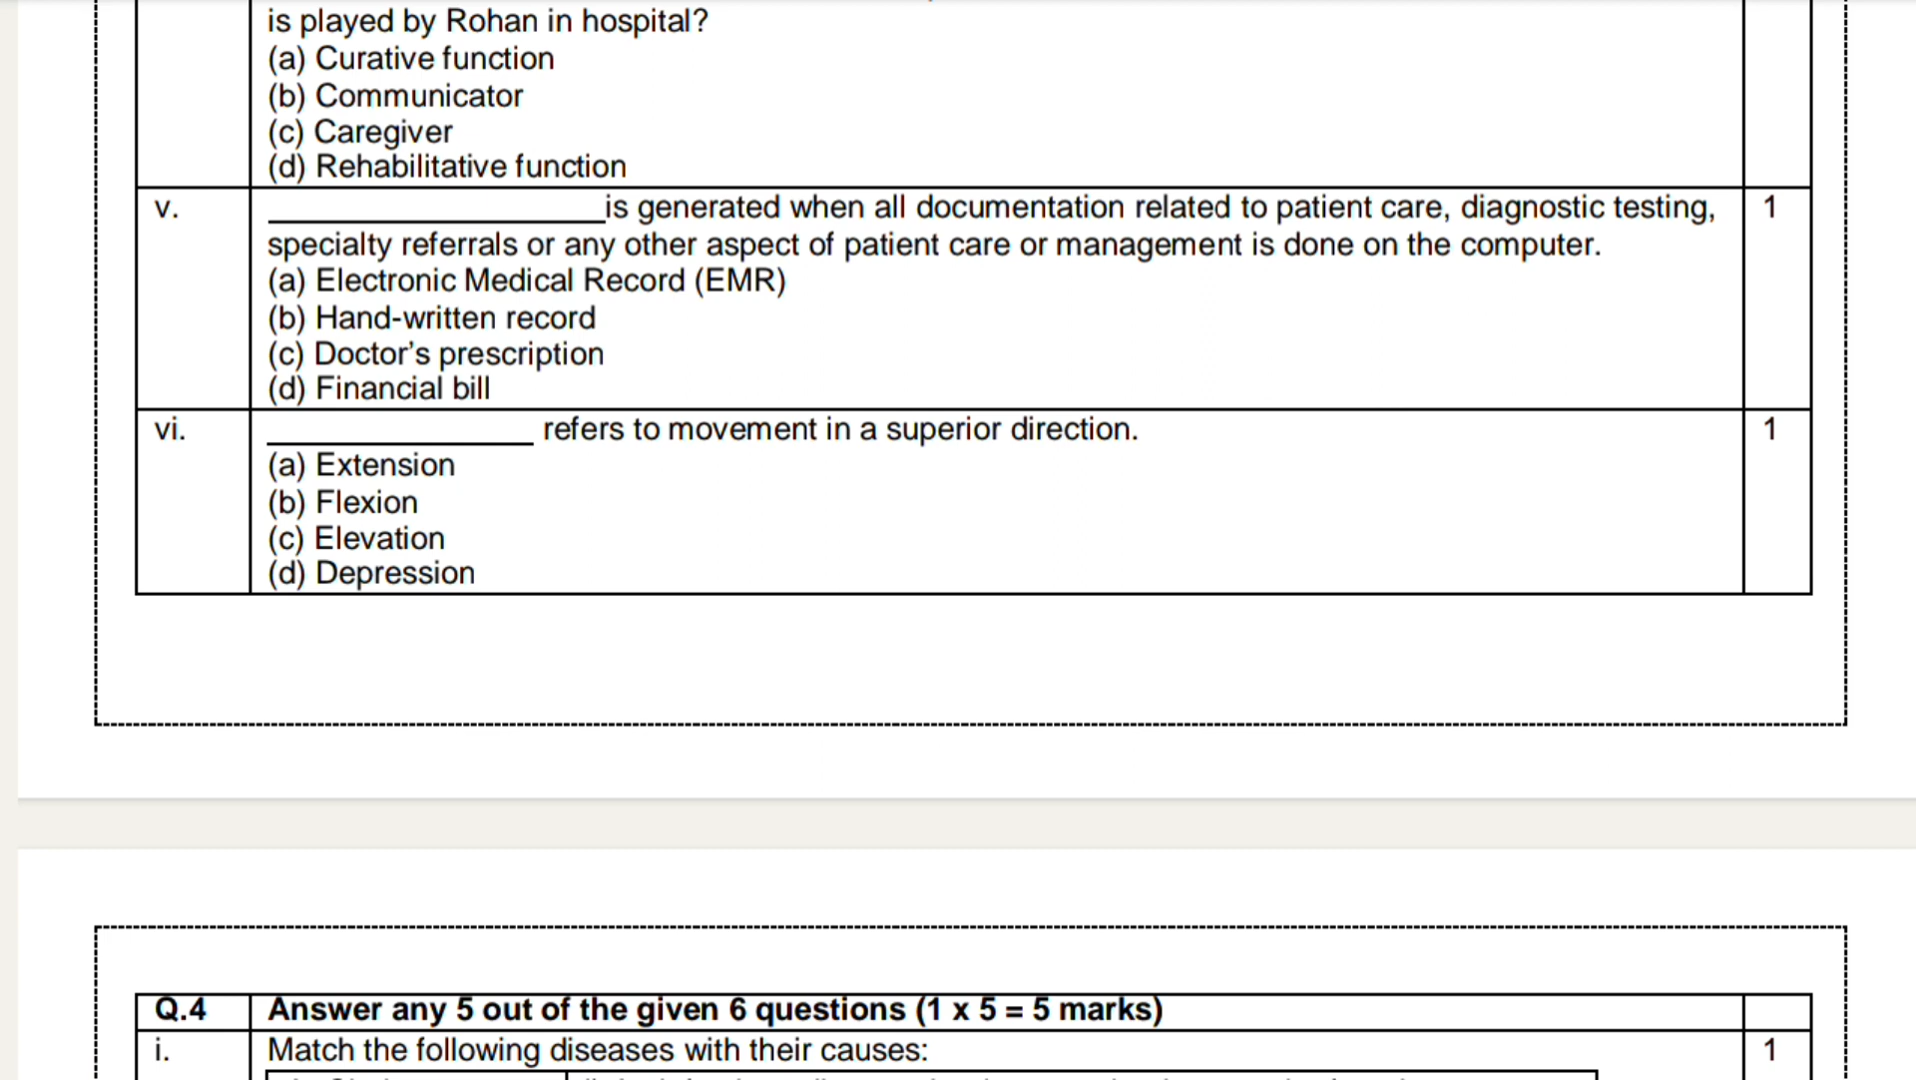 is played by Rohan in hospital?
(a) Curative function
(b) Communicator
(c) Caregiver
(d) Rehabilitative function
v. ____________________is generated when all documentation related to patient care, diagnostic testing, 1
specialty referrals or any other aspect of patient care or management is done on the computer.
(a) Electronic Medical Record (EMR)
(b) Hand-written record
(c) Doctor’s prescription
(d) Financial bill
vi. ________________ refers to movement in a superior direction. 1
(a) Extension
(b) Flexion
(c) Elevation
(d) Depression
Q.4 Answer any 5 out of the given 6 questions (1 x 5 = 5 marks)
i. Match the following diseases with their causes: 1